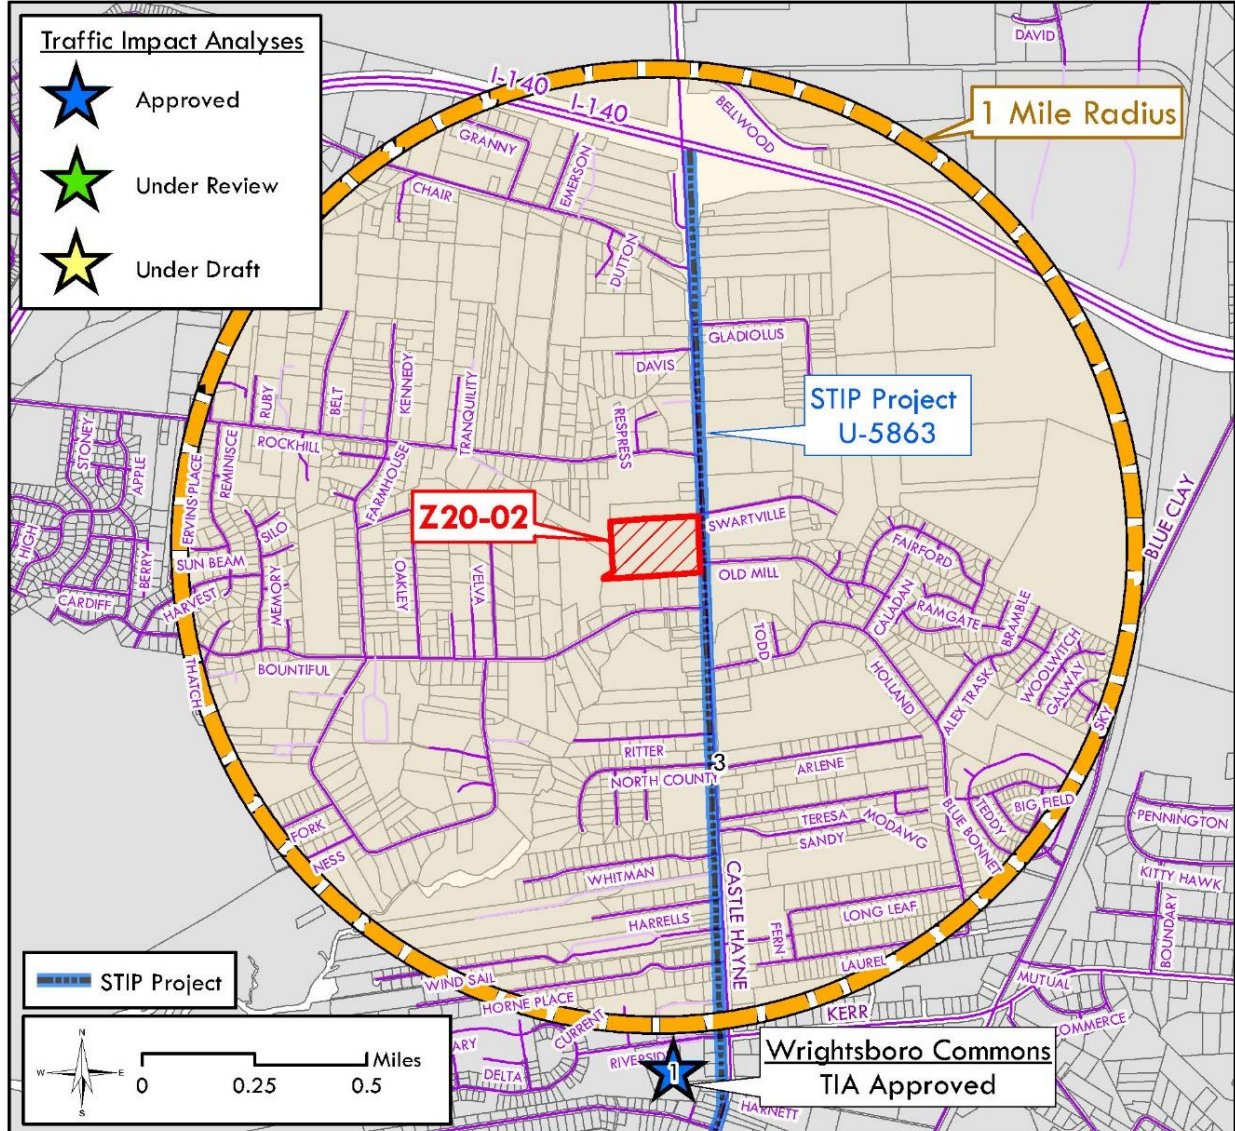 Traffic Impact Analyses
Approved
Under Review
Under Draft
DAVID
1 Mile Radius
I-140
I-140
BELLWOOD
GRANNY
EMERSON
CHAIR
DUTTON
GLADIOLUS
DAVIS
STIP Project
U-5863
RUBY
BELT
KENNEDY
TRANQUILITY
RESPRESS
ROCKHILL
REMINISCE
ERVINS PLACE
STONEY
APPLE
FARMHOUSE
Z20-02
SWARTVILLE
BLUE CLAY
HIGH
BERRY
SILO
SUN BEAM
FAIRFORD
OLD MILL
CARDIFF
HARVEST
MEMORY
OAKLEY
VELVA
CALADAN
RAMGATE
BRAMBLE
TODD
WOOLWITCH
GALWAY
BOUNTIFUL
THATCH
HOLLAND
ALEX TRASK
SKY
RITTER
3
NORTH COUNTY
ARLENE
BIG FIELD
TEDDY
BLUE BONNET
TERESA
MODAWG
SANDY
PENNINGTON
FORK
NESS
WHITMAN
CASTLE HAYNE
KITTY HAWK
BOUNDARY
HARRELLS
FERN
LONG LEAF
LAUREL
WIND SAIL
MUTUAL
STIP Project
HORNE PLACE
KERR
CURRENT
OMMERCE
ARY
RIVERSID
DELTA
1
Wrightsboro Commons
TIA Approved
HARNETT
N
W
E
S
0
0.25
0.5
Miles